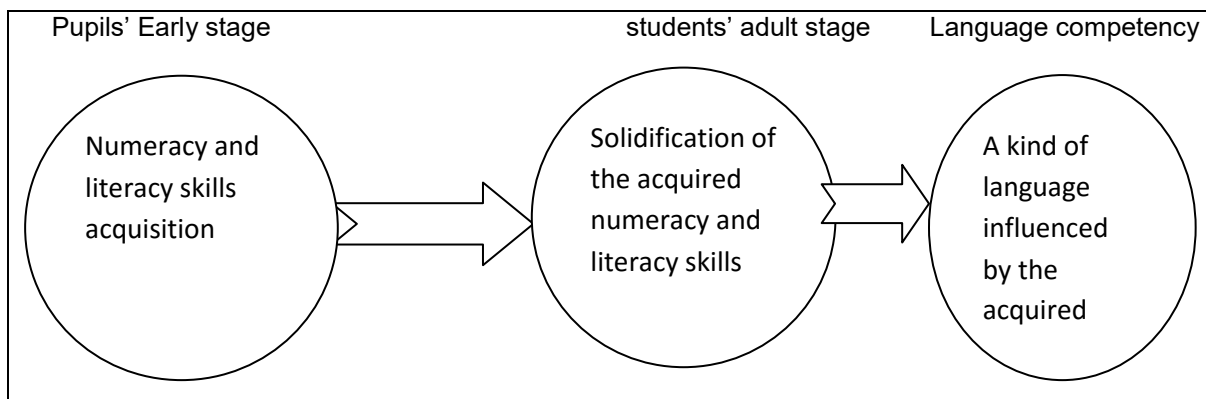 Pupils’ Early stage
students’ adult stage
Language competency
Numeracy and
literacy skills
acquisition
Solidification of
the acquired
numeracy and
literacy skills
A kind of
language
influenced
by the
acquired